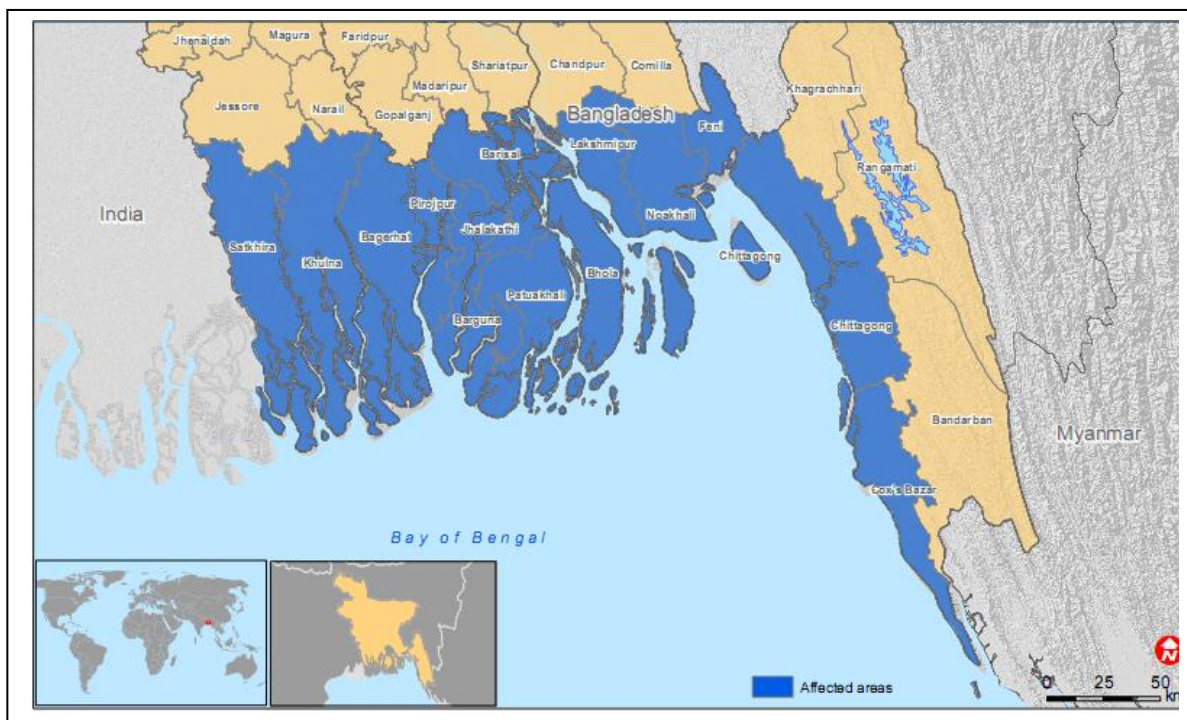 Jhenaidah
Magura
Faridpur
Shariatpur
Chandpur
Comilla
Madaripur
Khagrachhari
Jessore
Narail
Gopalganj
Bangladesh
Feni
Lakshmipur
Barisal
Rangamati
India
Pirojpur
Noakhali
Jhalakathi
Satkhira
Bagerhat
Khulna
Chittagong
Bhola
Patuakhali
Barguna
Chittagong
Bandarban
Myanmar
Cox's Bazar
Bay of Bengal
N
Affected areas
0 25 50
km